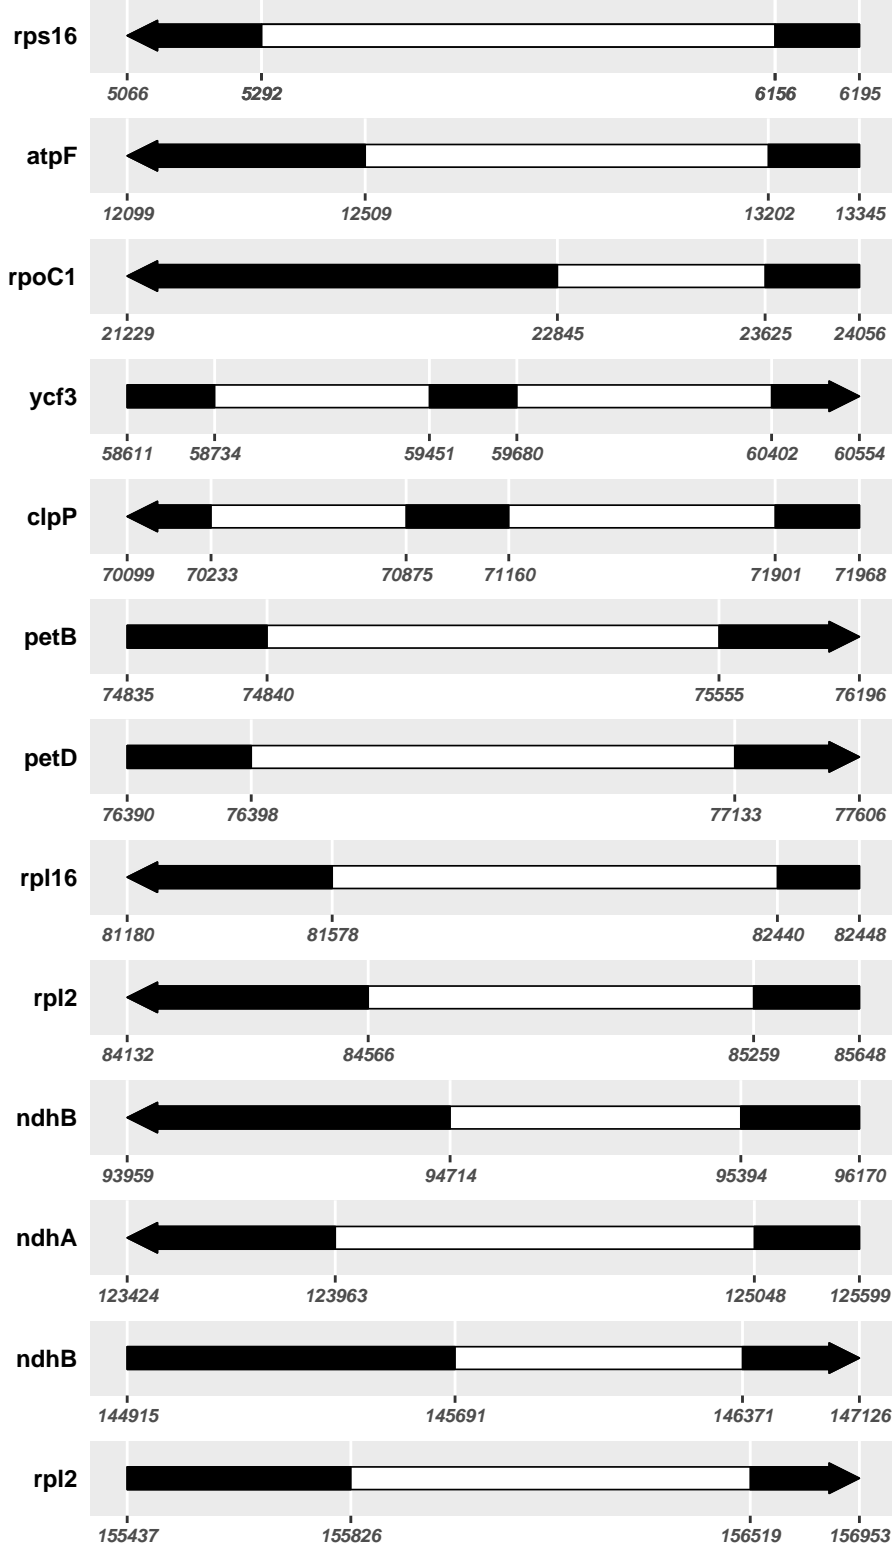 rps16
5066 5292 6156 6195
atpF
12099 12509 13202 13345
rpoC1
21229 22845 23625 24056
ycf3
58611 58734 59451 59680 60402 60554
clpP
70099 70233 70875 71160 71901 71968
petB
74835 74840 75555 76196
petD
76390 76398 77133 77606
rpl16
81180 81578 82440 82448
rpl2
84132 84566 85259 85648
ndhB
93959 94714 95394 96170
ndhA
123424 123963 125048 125599
ndhB
144915 145691 146371 147126
rpl2
155437 155826 156519 156953